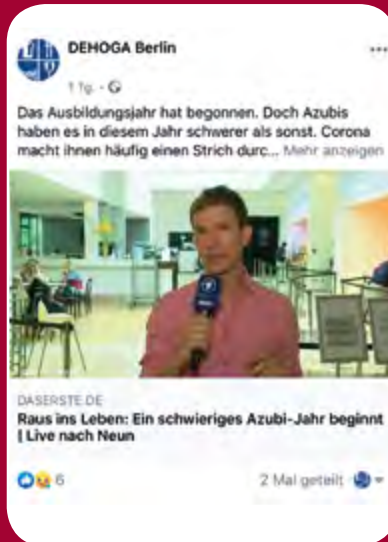 DEHOGA Berlin
1 Tg.
Das Ausbildungsjahr hat begonnen. Doch Azubis
haben es in diesem Jahr schwerer als sonst. Corona
macht ihnen häufig einen Strich durc... Mehr anzeigen
DASERSTE.DE
Raus ins Leben: Ein schwieriges Azubi-Jahr beginnt
| Live nach Neun
6
2 Mal geteilt